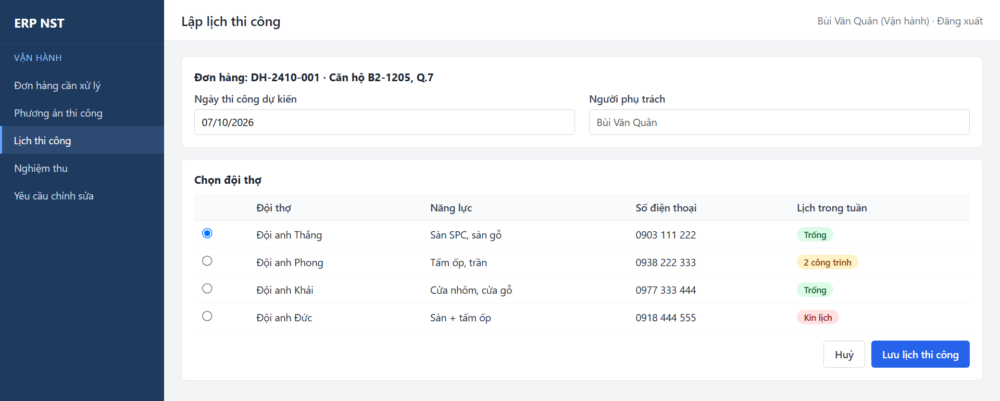 ERP NST
VẬN HÀNH
Đơn hàng cần xử lý
Phương án thi công
Lịch thi công
Nghiệm thu
Yêu cầu chỉnh sửa
Lập lịch thi công
Bùi Văn Quân (Vận hành) · Đăng xuất
Đơn hàng: DH-2410-001 · Căn hộ B2-1205, Q.7
Ngày thi công dự kiến
Người phụ trách
07/10/2026
Bùi Văn Quân
Chọn đội thợ
Đội thợ Năng lực Số điện thoại Lịch trong tuần
Đội anh Thắng Sàn SPC, sàn gỗ 0903 111 222 Trống
Đội anh Phong Tấm ốp, trần 0938 222 333 2 công trình
Đội anh Khải Cửa nhôm, cửa gỗ 0977 333 444 Trống
Đội anh Đức Sàn + tấm ốp 0918 444 555 Kín lịch
Huỷ
Lưu lịch thi công